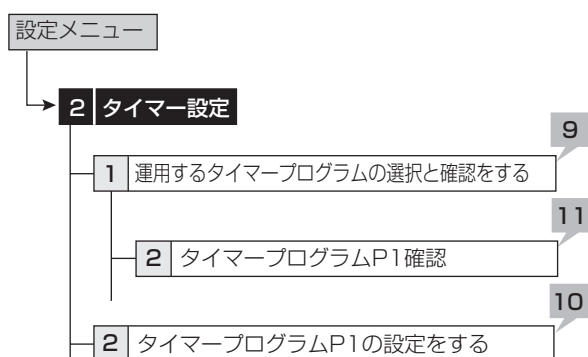 設定メニュー
2 タイマー設定
9
1 運用するタイマープログラムの選択と確認をする
11
2 タイマープログラムP1確認
10
2 タイマープログラムP1の設定をする